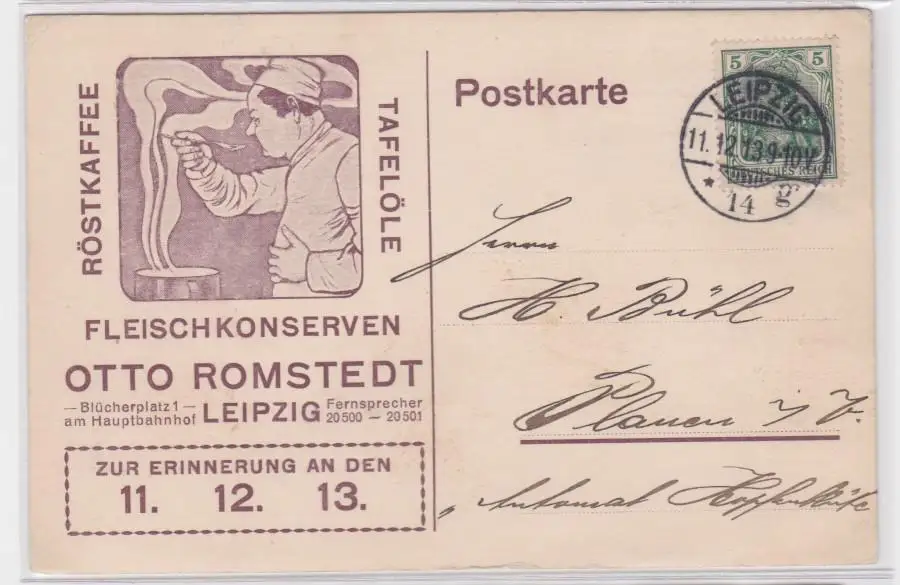 RÖSTKAFFEE
TAFELÖLE
FLEISCHKONSERVEN
OTTO ROMSTEDT
— Blücherplatz 1 —
am Hauptbahnhof
LEIPZIG
Fernsprecher
20500 — 20501
ZUR ERINNERUNG AN DEN
11. 12. 13.
Postkarte
5 5
DEUTSCHES REICH
LEIPZIG
11.12.13.9-10V.
* 14 g
Herrn
H. Bühl
Plauen i/V.
„Automat